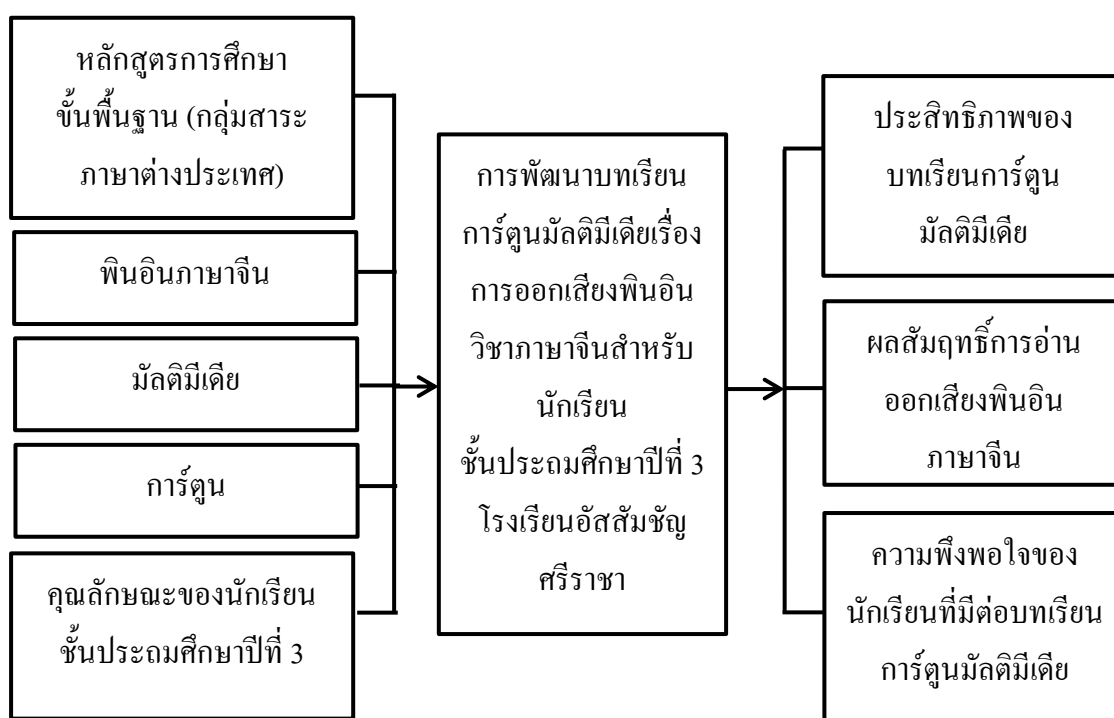 หลักสูตรการศึกษา
ขั้นพื้นฐาน (กลุ่มสาระ
ภาษาต่างประเทศ)
พินอินภาษาจีน
มัลติมีเดีย
การ์ตูน
คุณลักษณะของนักเรียน
ชั้นประถมศึกษาปีที่ 3
การพัฒนาบทเรียน
การ์ตูนมัลติมีเดียเรื่อง
การออกเสียงพินอิน
วิชาภาษาจีนสำหรับ
นักเรียน
ชั้นประถมศึกษาปีที่ 3
โรงเรียนอัสสัมชัญ
ศรีราชา
ประสิทธิภาพของ
บทเรียนการ์ตูน
มัลติมีเดีย
ผลสัมฤทธิ์การอ่าน
ออกเสียงพินอิน
ภาษาจีน
ความพึงพอใจของ
นักเรียนที่มีต่อบทเรียน
การ์ตูนมัลติมีเดีย